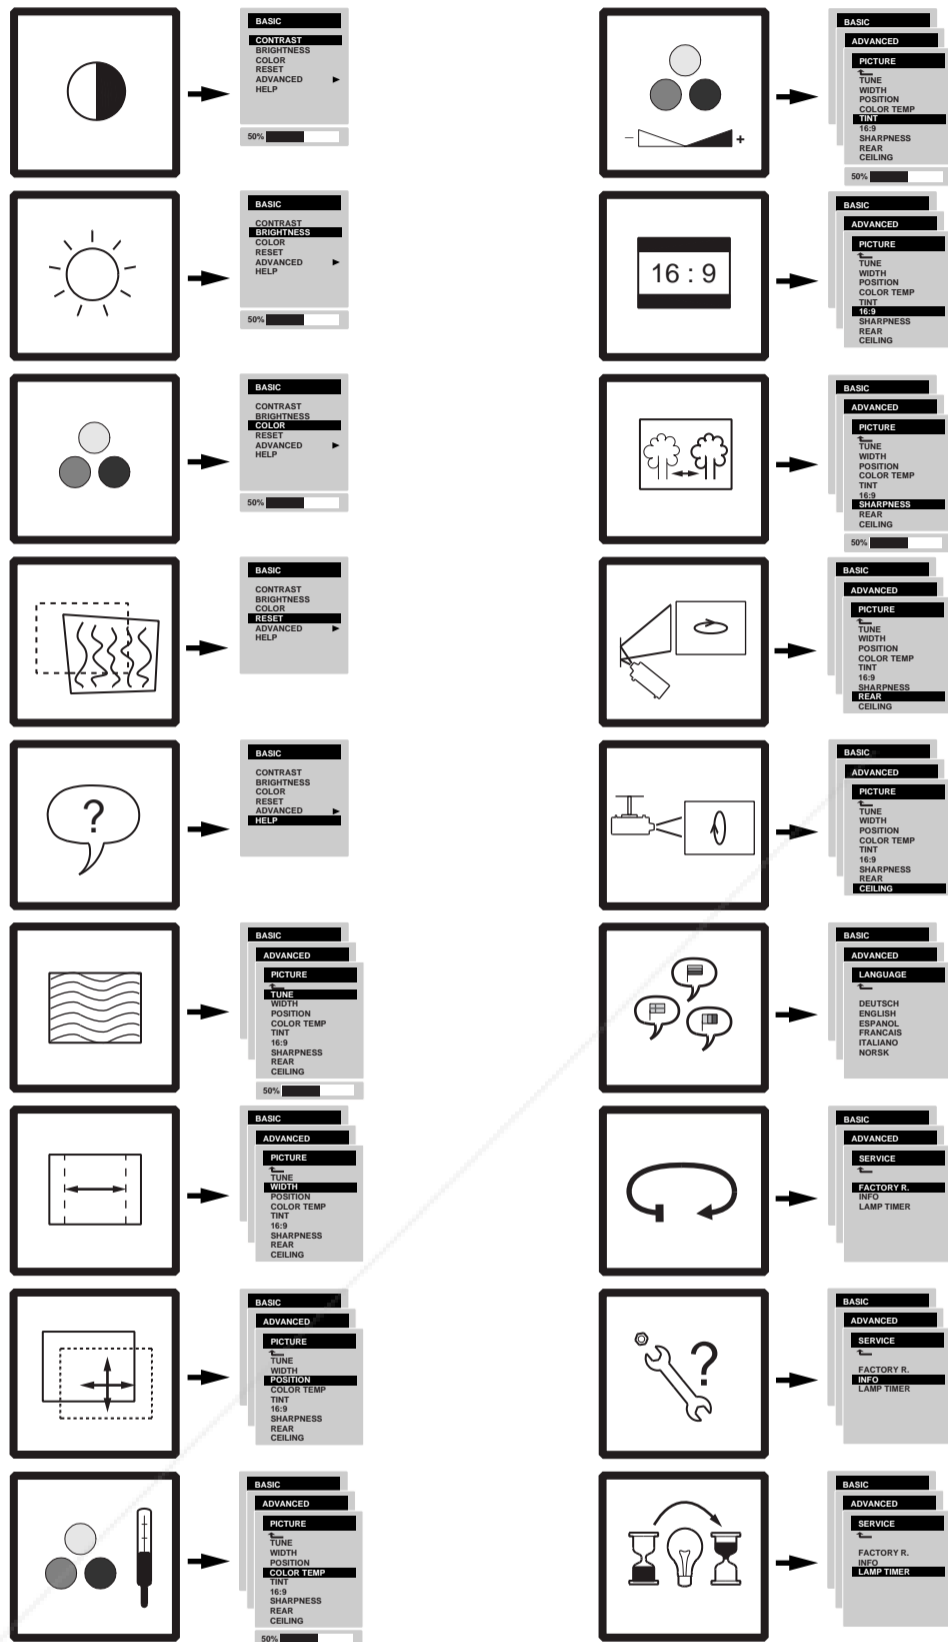 BASIC
CONTRAST
BRIGHTNESS
COLOR
RESET
ADVANCED ►
HELP
50%
BASIC
CONTRAST
BRIGHTNESS
COLOR
RESET
ADVANCED ►
HELP
50%
BASIC
CONTRAST
BRIGHTNESS
COLOR
RESET
ADVANCED ►
HELP
50%
BASIC
CONTRAST
BRIGHTNESS
COLOR
RESET
ADVANCED ►
HELP
?
BASIC
CONTRAST
BRIGHTNESS
COLOR
RESET
ADVANCED ►
HELP
BASIC
ADVANCED
PICTURE
TUNE
WIDTH
POSITION
COLOR TEMP
TINT
16:9
SHARPNESS
REAR
CEILING
50%
BASIC
ADVANCED
PICTURE
TUNE
WIDTH
POSITION
COLOR TEMP
TINT
16:9
SHARPNESS
REAR
CEILING
BASIC
ADVANCED
PICTURE
TUNE
WIDTH
POSITION
COLOR TEMP
TINT
16:9
SHARPNESS
REAR
CEILING
BASIC
ADVANCED
PICTURE
TUNE
WIDTH
POSITION
COLOR TEMP
TINT
16:9
SHARPNESS
REAR
CEILING
50%
− +
BASIC
ADVANCED
PICTURE
TUNE
WIDTH
POSITION
COLOR TEMP
TINT
16:9
SHARPNESS
REAR
CEILING
50%
16 : 9
BASIC
ADVANCED
PICTURE
TUNE
WIDTH
POSITION
COLOR TEMP
TINT
16:9
SHARPNESS
REAR
CEILING
BASIC
ADVANCED
PICTURE
TUNE
WIDTH
POSITION
COLOR TEMP
TINT
16:9
SHARPNESS
REAR
CEILING
50%
BASIC
ADVANCED
PICTURE
TUNE
WIDTH
POSITION
COLOR TEMP
TINT
16:9
SHARPNESS
REAR
CEILING
BASIC
ADVANCED
PICTURE
TUNE
WIDTH
POSITION
COLOR TEMP
TINT
16:9
SHARPNESS
REAR
CEILING
BASIC
ADVANCED
LANGUAGE
DEUTSCH
ENGLISH
ESPANOL
FRANCAIS
ITALIANO
NORSK
BASIC
ADVANCED
SERVICE
FACTORY R.
INFO
LAMP TIMER
?
BASIC
ADVANCED
SERVICE
FACTORY R.
INFO
LAMP TIMER
BASIC
ADVANCED
SERVICE
FACTORY R.
INFO
LAMP TIMER